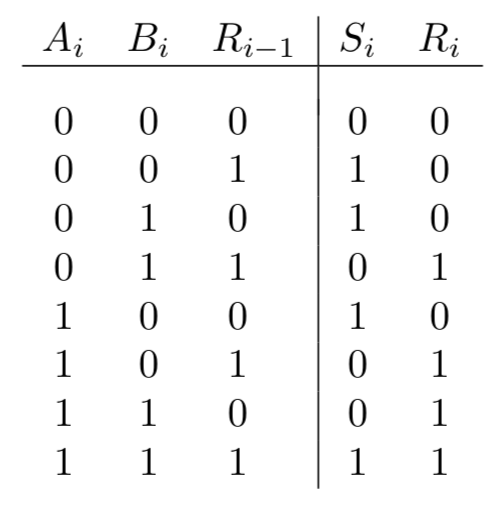 A_i B_i R_{i−1} S_i R_i
0 0 0 0 0
0 0 1 1 0
0 1 0 1 0
0 1 1 0 1
1 0 0 1 0
1 0 1 0 1
1 1 0 0 1
1 1 1 1 1